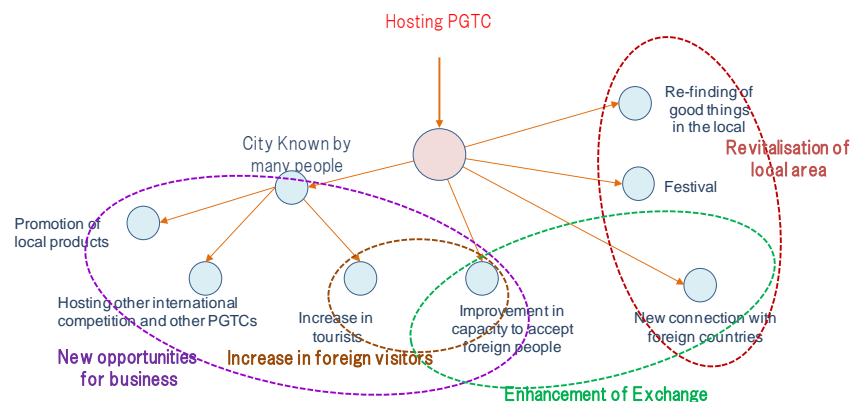 Hosting PGTC
Re-finding of
good things
in the local
City Known by
many people
Revitalisation of
local area
Festival
Promotion of
local products
Hosting other international
competition and other PGTCs
Increase in
tourists
Improvement in
capacity to accept
foreign people
New connection with
foreign countries
New opportunities
for business
Increase in foreign visitors
Enhancement of Exchange